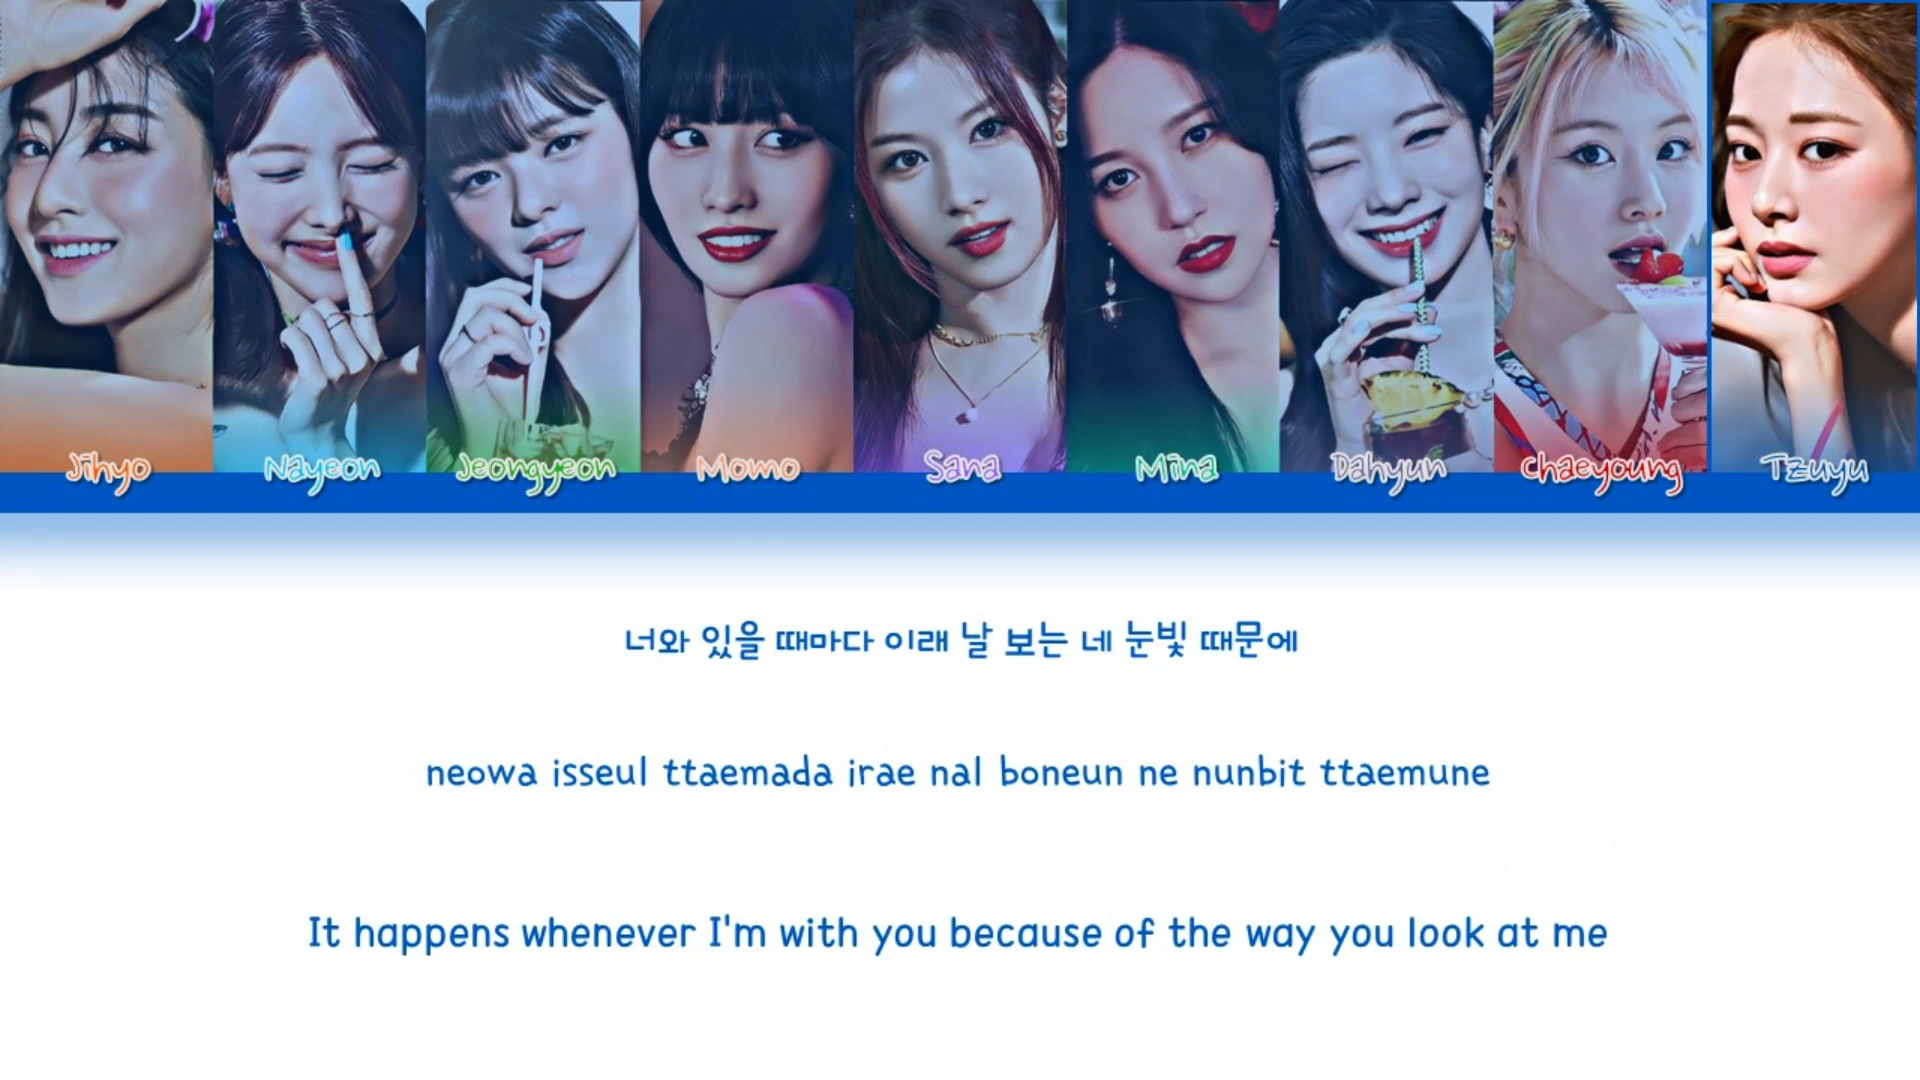 Jihyo Nayeon Jeongyeon Momo Sana Mina Dahyun Chaeyoung Tzuyu
너와 있을 때마다 이래 날 보는 네 눈빛 때문에
neowa isseul ttaemada irae nal boneun ne nunbit ttaemune
It happens whenever I'm with you because of the way you look at me